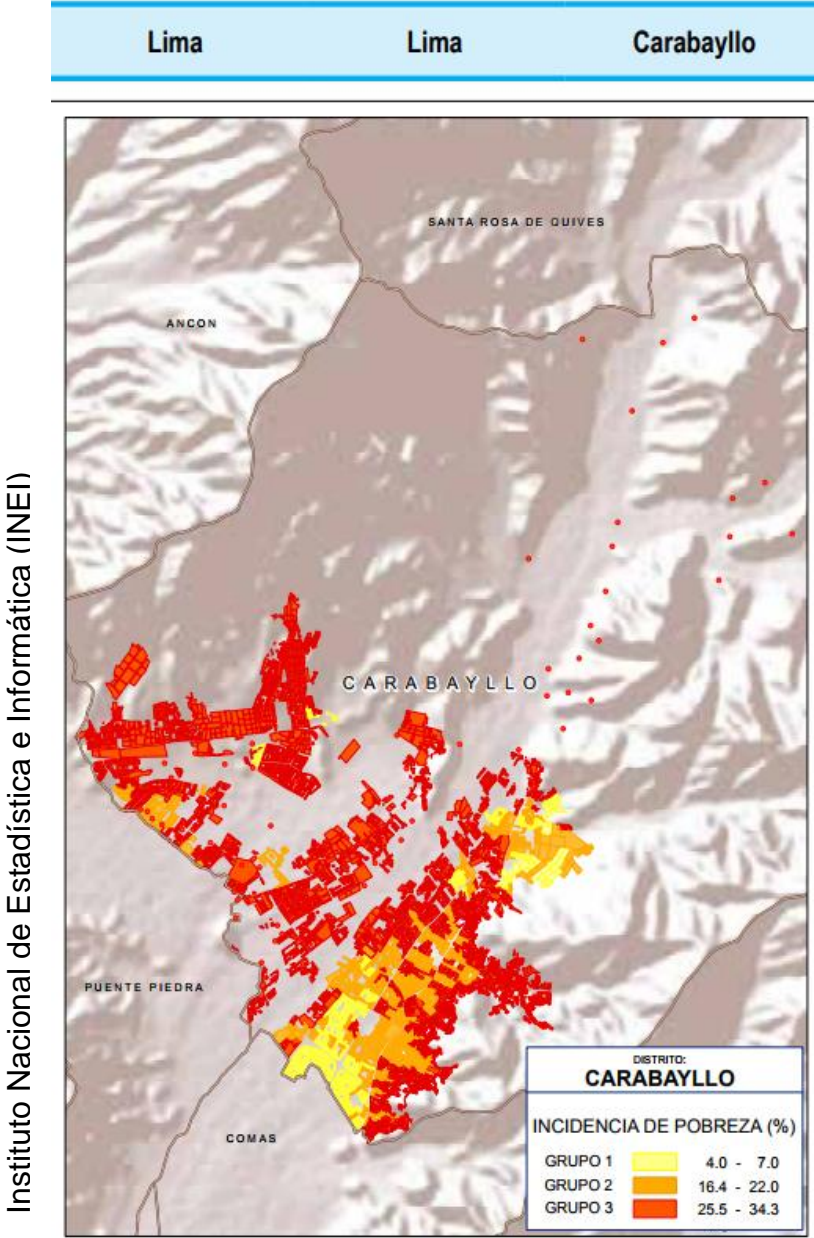 Lima Lima Carabayllo
Instituto Nacional de Estadística e Informática (INEI)
SANTA ROSA DE QUIVES
ANCON
CARABAYLLO
PUENTE PIEDRA
COMAS
DISTRITO:
CARABAYLLO
INCIDENCIA DE POBREZA (%)
GRUPO 1 4.0 - 7.0
GRUPO 2 16.4 - 22.0
GRUPO 3 25.5 - 34.3